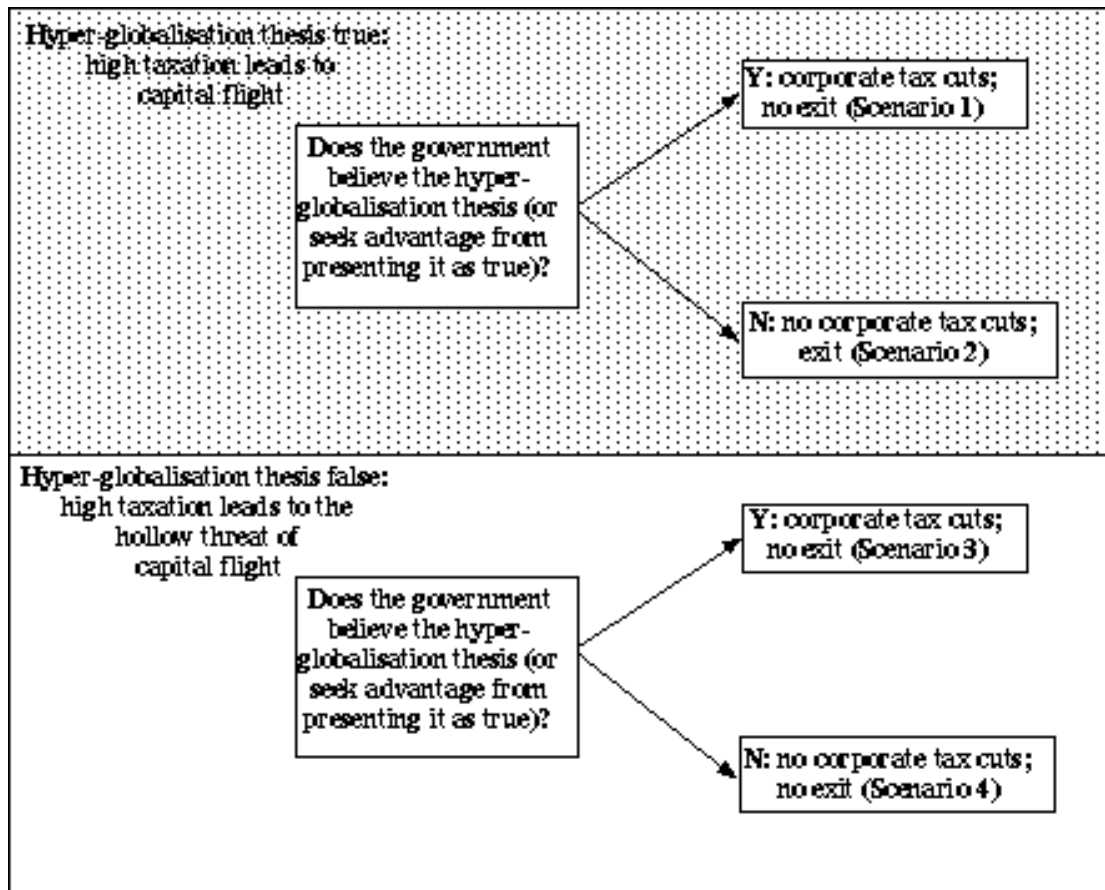 Hyper-globalisation thesis true:
high taxation leads to
capital flight
Does the government
believe the hyper-
globalisation thesis (or
seek advantage from
presenting it as true)?
Y: corporate tax cuts;
no exit (Scenario 1)
N: no corporate tax cuts;
exit (Scenario 2)
Hyper-globalisation thesis false:
high taxation leads to the
hollow threat of
capital flight
Does the government
believe the hyper-
globalisation thesis (or
seek advantage from
presenting it as true)?
Y: corporate tax cuts;
no exit (Scenario 3)
N: no corporate tax cuts;
no exit (Scenario 4)